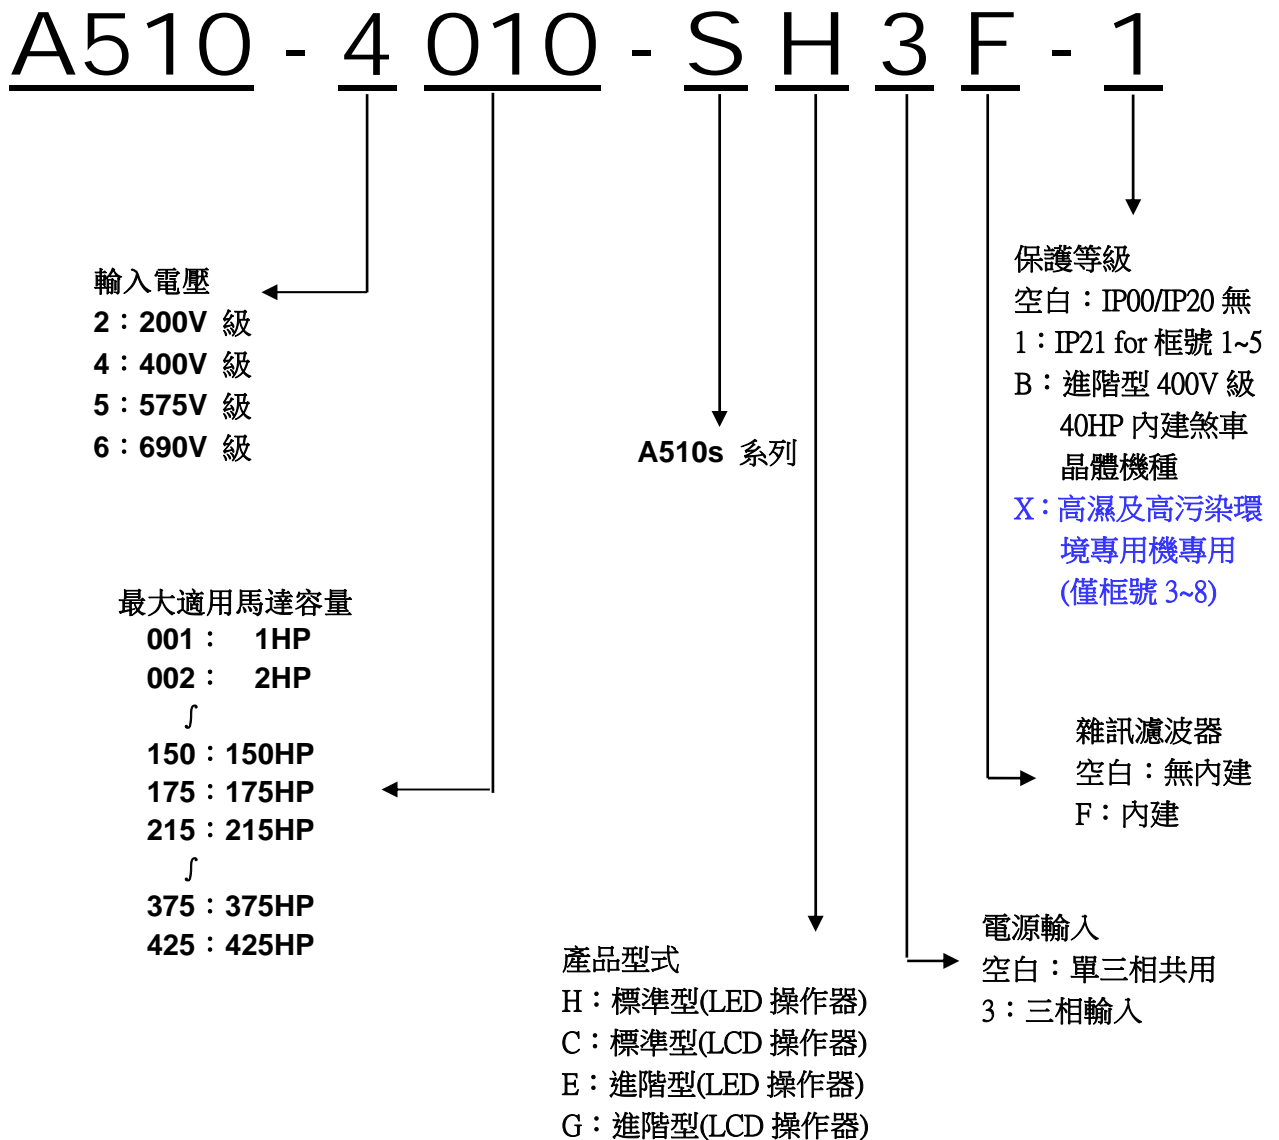 A510 - 4 010 - S H 3 F - 1
輸入電壓
2：200V 級
4：400V 級
5：575V 級
6：690V 級
最大適用馬達容量
001： 1HP
002： 2HP
∫
150：150HP
175：175HP
215：215HP
∫
375：375HP
425：425HP
A510s 系列
產品型式
H：標準型(LED 操作器)
C：標準型(LCD 操作器)
E：進階型(LED 操作器)
G：進階型(LCD 操作器)
電源輸入
空白：單三相共用
3：三相輸入
雜訊濾波器
空白：無內建
F：內建
保護等級
空白：IP00/IP20 無
1：IP21 for 框號 1~5
B：進階型 400V 級
40HP 內建煞車
晶體機種
X：高濕及高污染環
境專用機專用
(僅框號 3~8)